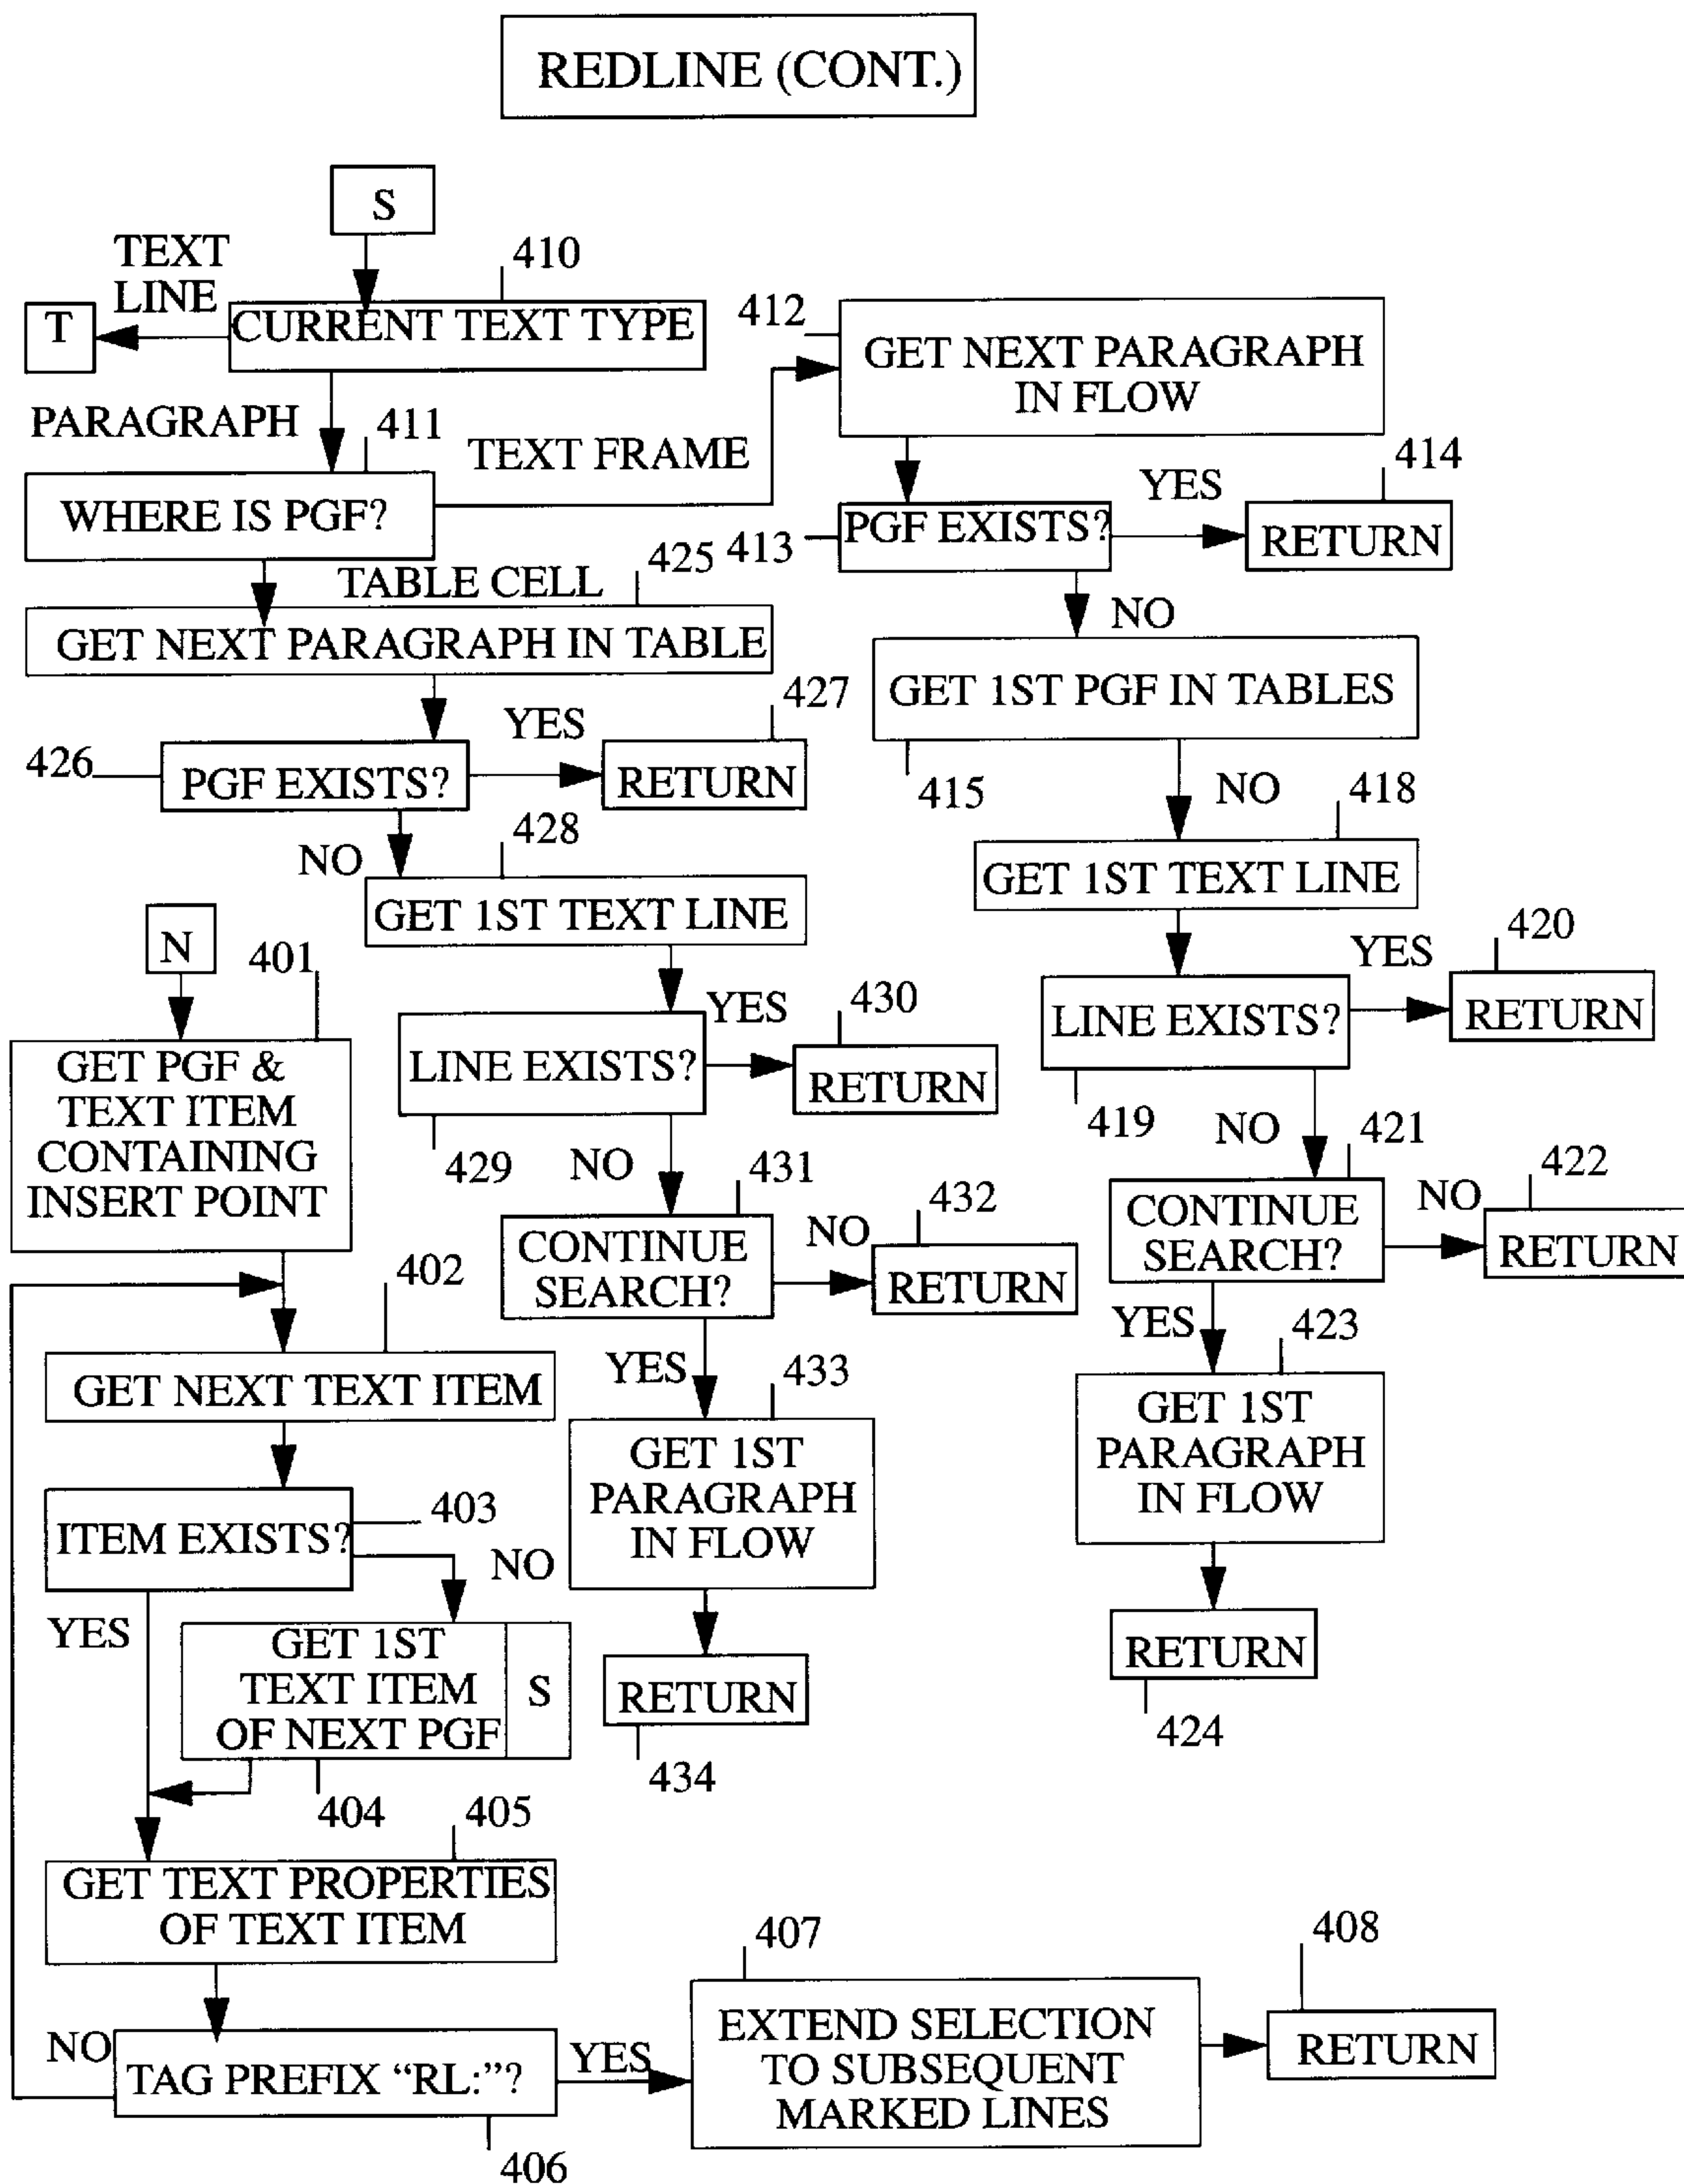 REDLINE (CONT.)
S
TEXT
LINE
410
T
CURRENT TEXT TYPE
412
GET NEXT PARAGRAPH
IN FLOW
PARAGRAPH
411
TEXT FRAME
WHERE IS PGF?
413
PGF EXISTS?
YES
414
RETURN
TABLE CELL
425
GET NEXT PARAGRAPH IN TABLE
NO
GET 1ST PGF IN TABLES
415
426
PGF EXISTS?
YES
427
RETURN
NO
418
GET 1ST TEXT LINE
NO
428
GET 1ST TEXT LINE
LINE EXISTS?
419
YES
420
RETURN
N
401
GET PGF &
TEXT ITEM
CONTAINING
INSERT POINT
LINE EXISTS?
429
YES
430
RETURN
NO
421
CONTINUE
SEARCH?
NO
422
RETURN
NO
431
CONTINUE
SEARCH?
NO
432
RETURN
402
GET NEXT TEXT ITEM
YES
423
GET 1ST
PARAGRAPH
IN FLOW
YES
433
GET 1ST
PARAGRAPH
IN FLOW
ITEM EXISTS?
403
NO
YES
GET 1ST
TEXT ITEM
OF NEXT PGF
S
404
RETURN
434
RETURN
424
405
GET TEXT PROPERTIES
OF TEXT ITEM
NO
TAG PREFIX “RL:”?
406
YES
407
EXTEND SELECTION
TO SUBSEQUENT
MARKED LINES
408
RETURN